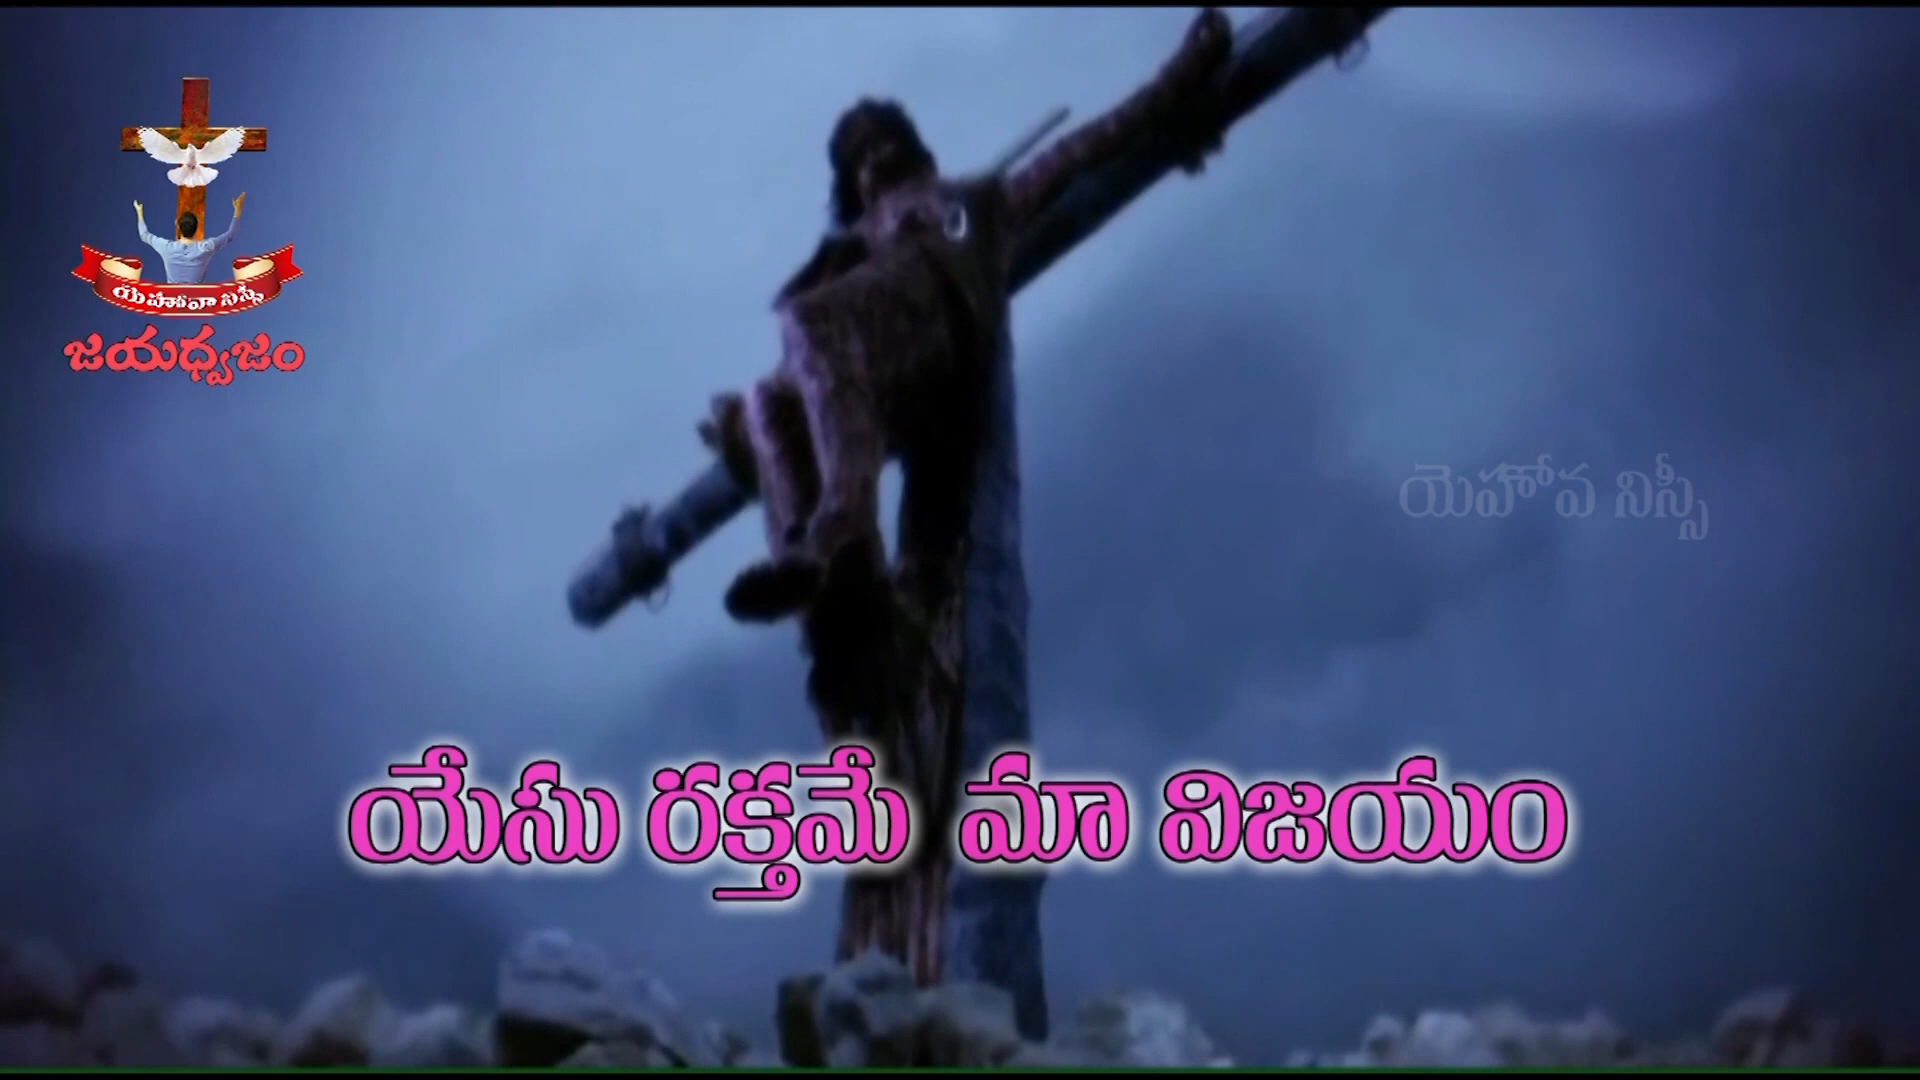 యెహోవా నిస్సీ
జయధ్వజం
యెహోవ నిస్సీ
యేసు రక్తమే మా విజయం